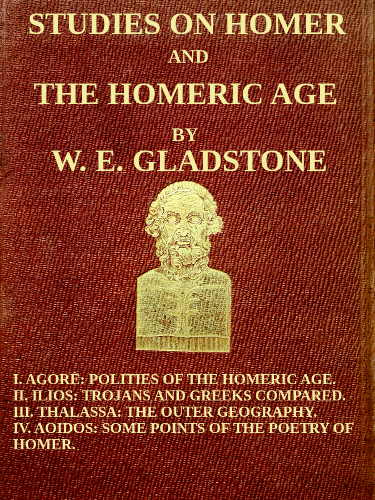 STUDIES ON HOMER
AND
THE HOMERIC AGE
BY
W. E. GLADSTONE
I. AGORÈ: POLITIES OF THE HOMERIC AGE.
II. ILIOS: TROJANS AND GREEKS COMPARED.
III. THALASSA: THE OUTER GEOGRAPHY.
IV. AOIDOS: SOME POINTS OF THE POETRY OF
HOMER.